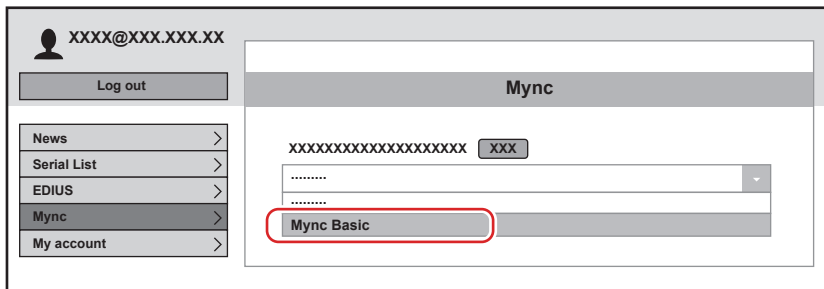 XXXX@XXX.XXX.XX
Log out
News
Serial List
EDIUS
Mync
My account
Mync
XXXXXXXXXXXXXXXXXXXX XXX
.........
.........
Mync Basic